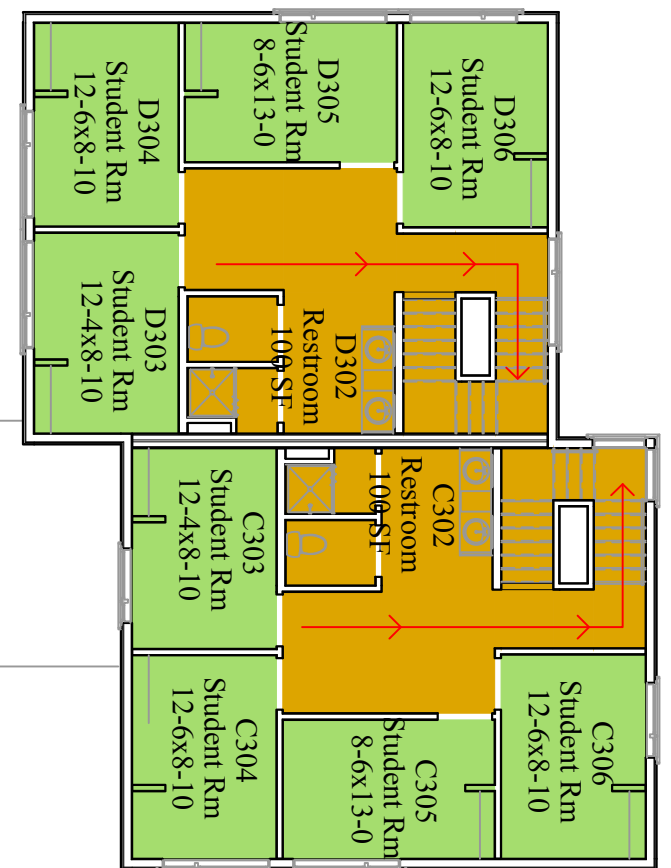 D304
Student Rm
12-6x8-10
D305
Student Rm
8-6x13-0
D306
Student Rm
12-6x8-10
D303
Student Rm
12-4x8-10
D302
Restroom
100 SF
C303
Student Rm
12-4x8-10
C302
Restroom
100 SF
C304
Student Rm
12-6x8-10
C305
Student Rm
8-6x13-0
C306
Student Rm
12-6x8-10